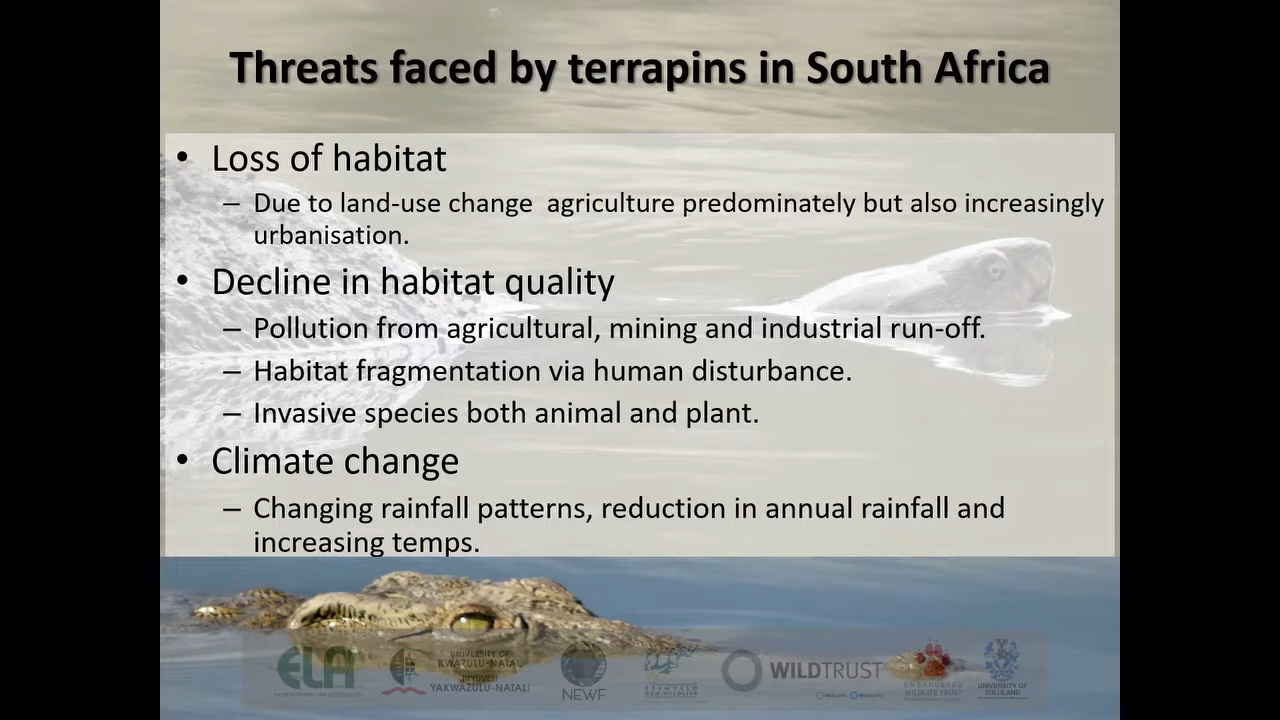 Threats faced by terrapins in South Africa
• Loss of habitat
– Due to land-use change agriculture predominately but also increasingly
urbanisation.
• Decline in habitat quality
– Pollution from agricultural, mining and industrial run-off.
– Habitat fragmentation via human disturbance.
– Invasive species both animal and plant.
• Climate change
– Changing rainfall patterns, reduction in annual rainfall and
increasing temps.
ELA
UNIVERSITY OF
KWAZULU-NATAL
INYUVESI
YAKWAZULU-NATALI
NEWF
WILDTRUST
ENDANGERED
WILDLIFE TRUST
UNIVERSITY OF
ZULULAND